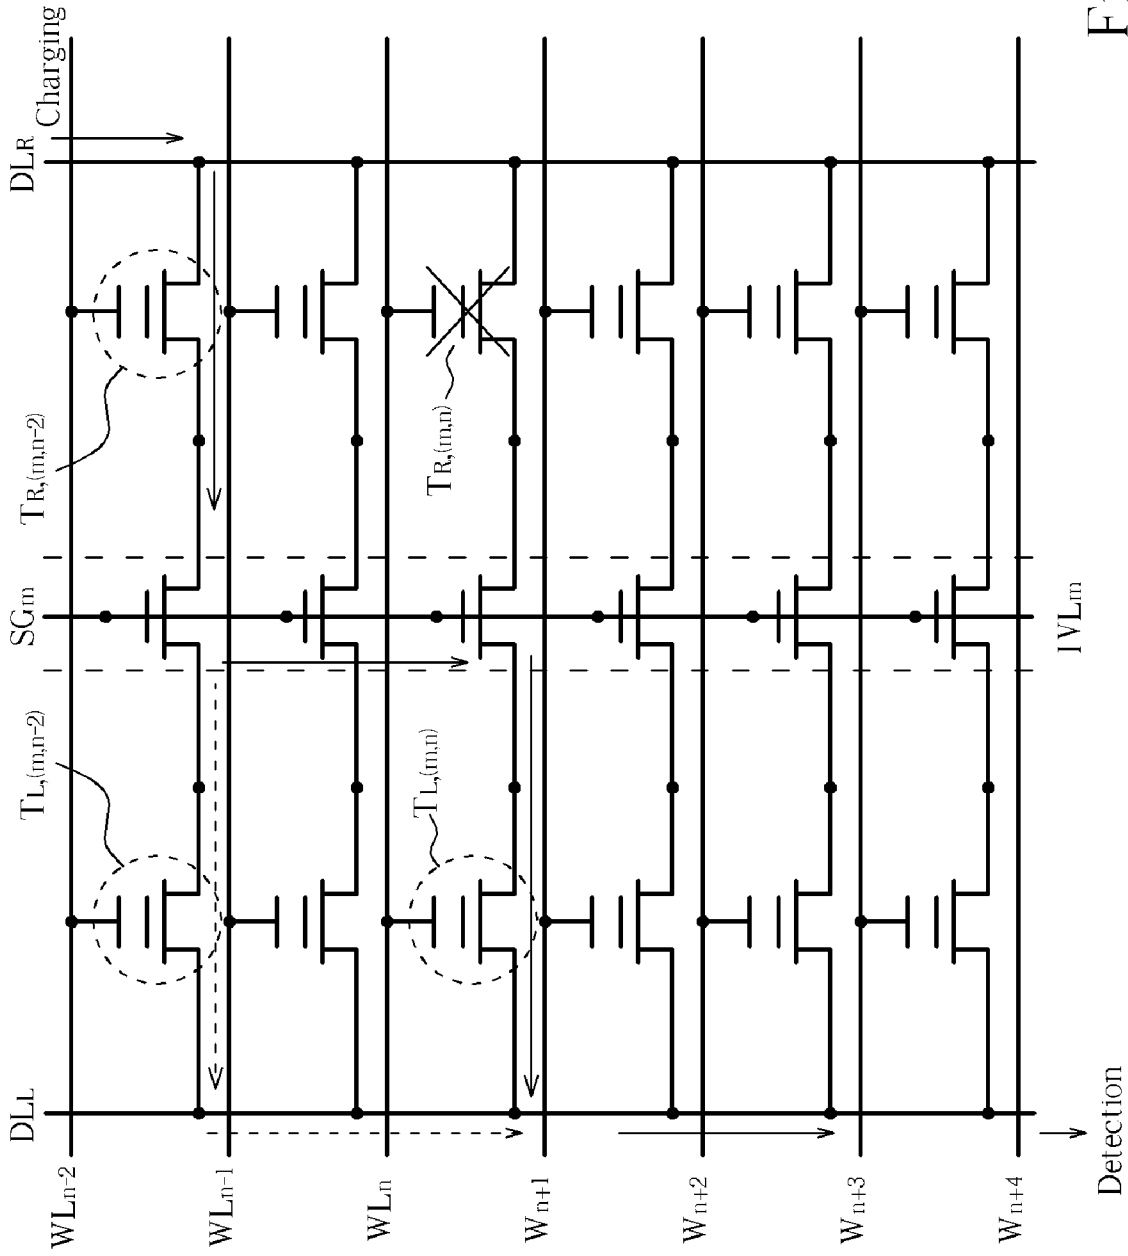 DLL
SGm
DLR
Charging
TL,(m,n-2)
TR,(m,n-2)
TL,(m,n)
TR,(m,n)
WLn-2
WLn-1
WLn
Wn+1
Wn+2
Wn+3
Wn+4
IVLm
Detection